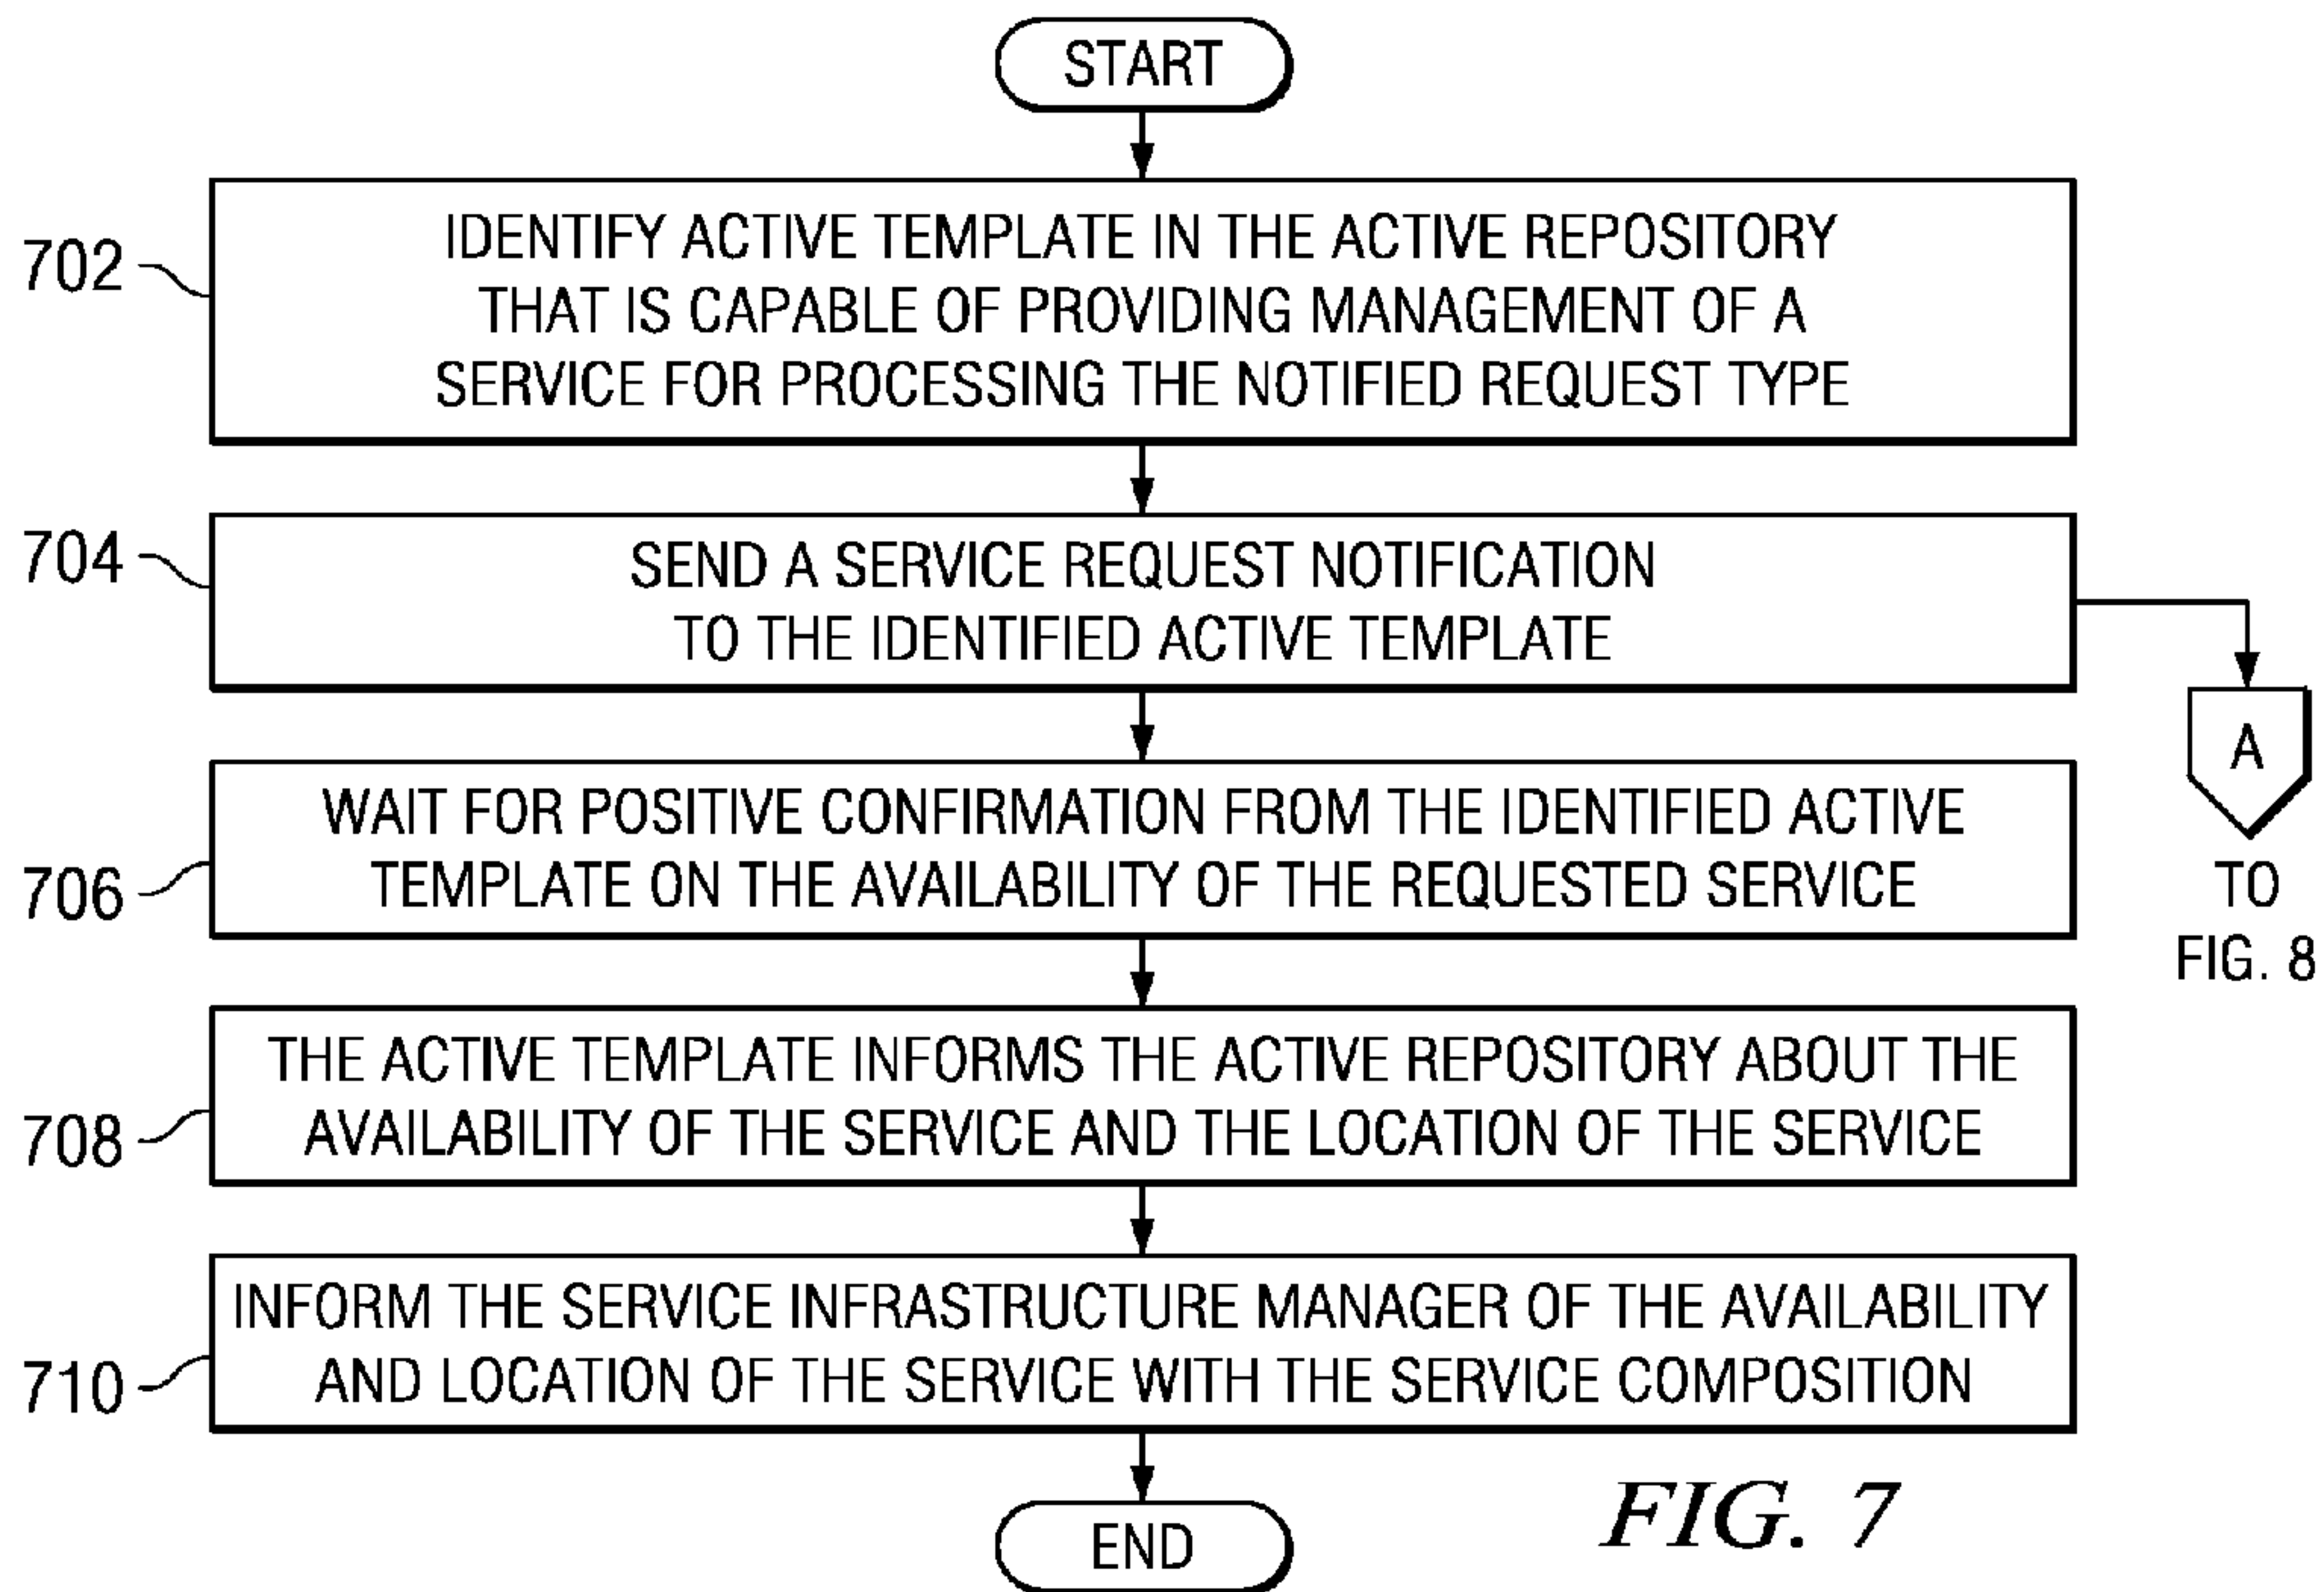 START
702
IDENTIFY ACTIVE TEMPLATE IN THE ACTIVE REPOSITORY
THAT IS CAPABLE OF PROVIDING MANAGEMENT OF A
SERVICE FOR PROCESSING THE NOTIFIED REQUEST TYPE
704
SEND A SERVICE REQUEST NOTIFICATION
TO THE IDENTIFIED ACTIVE TEMPLATE
A
TO
FIG. 8
706
WAIT FOR POSITIVE CONFIRMATION FROM THE IDENTIFIED ACTIVE
TEMPLATE ON THE AVAILABILITY OF THE REQUESTED SERVICE
708
THE ACTIVE TEMPLATE INFORMS THE ACTIVE REPOSITORY ABOUT THE
AVAILABILITY OF THE SERVICE AND THE LOCATION OF THE SERVICE
710
INFORM THE SERVICE INFRASTRUCTURE MANAGER OF THE AVAILABILITY
AND LOCATION OF THE SERVICE WITH THE SERVICE COMPOSITION
END
FIG. 7